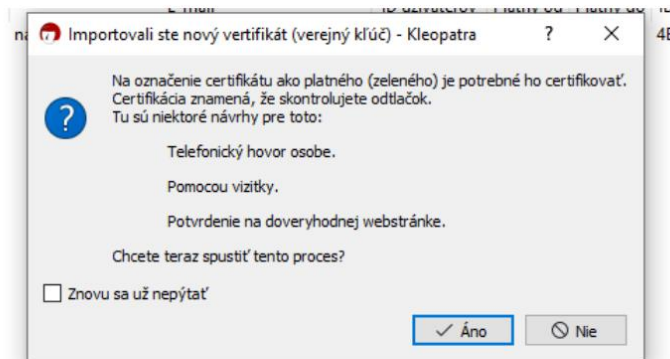 Importovali ste nový vertifikát (verejný kľúč) - Kleopatra
Na označenie certifikátu ako platného (zeleného) je potrebné ho certifikovať.
Certifikácia znamená, že skontrolujete odtlačok.
Tu sú niektoré návrhy pre toto:
Telefonický hovor osobe.
Pomocou vizitky.
Potvrdenie na doveryhodnej webstránke.
Chcete teraz spustiť tento proces?
Znovu sa už nepýtať
Áno Nie